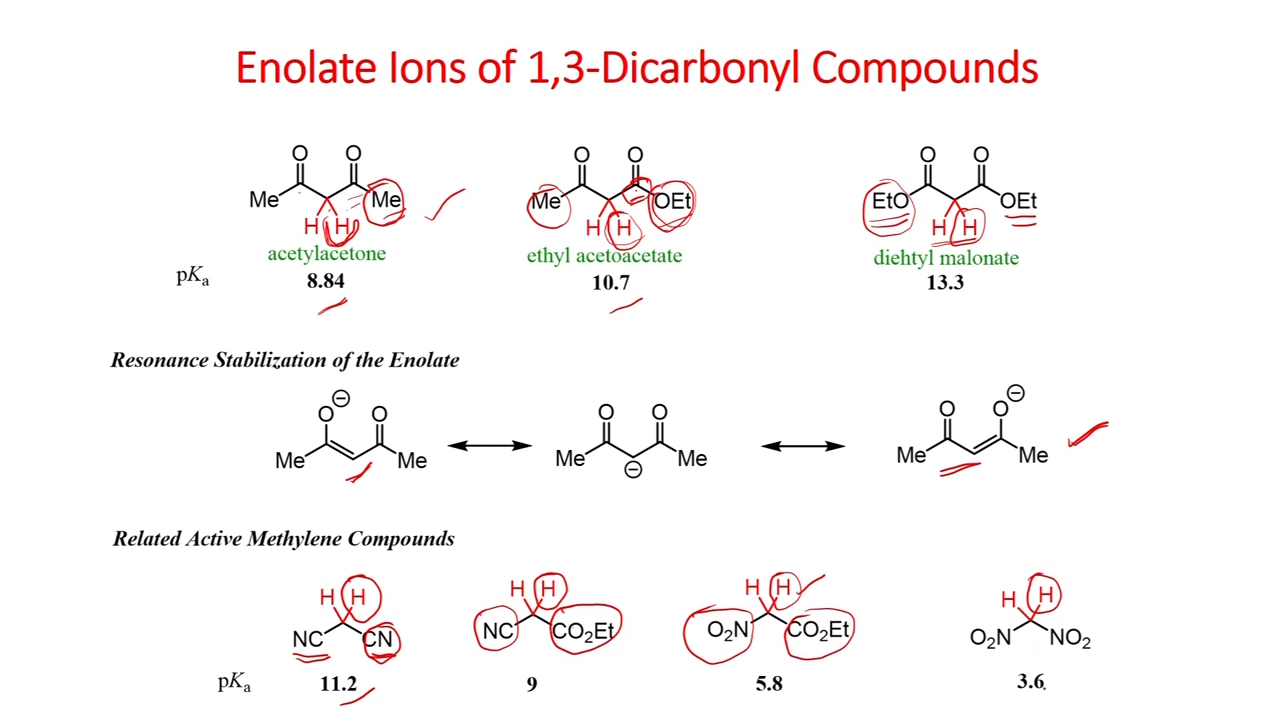 Enolate Ions of 1,3-Dicarbonyl Compounds
O O O O O O
Me Me Me OEt EtO OEt
H H H H H H
acetylacetone ethyl acetoacetate diehtyl malonate
pKa 8.84 10.7 13.3
Resonance Stabilization of the Enolate
O⊖ O O O O O⊖
Me Me Me ⊖ Me Me Me
Related Active Methylene Compounds
H H H H H H H H
NC CN NC CO2Et O2N CO2Et O2N NO2
pKa 11.2 9 5.8 3.6